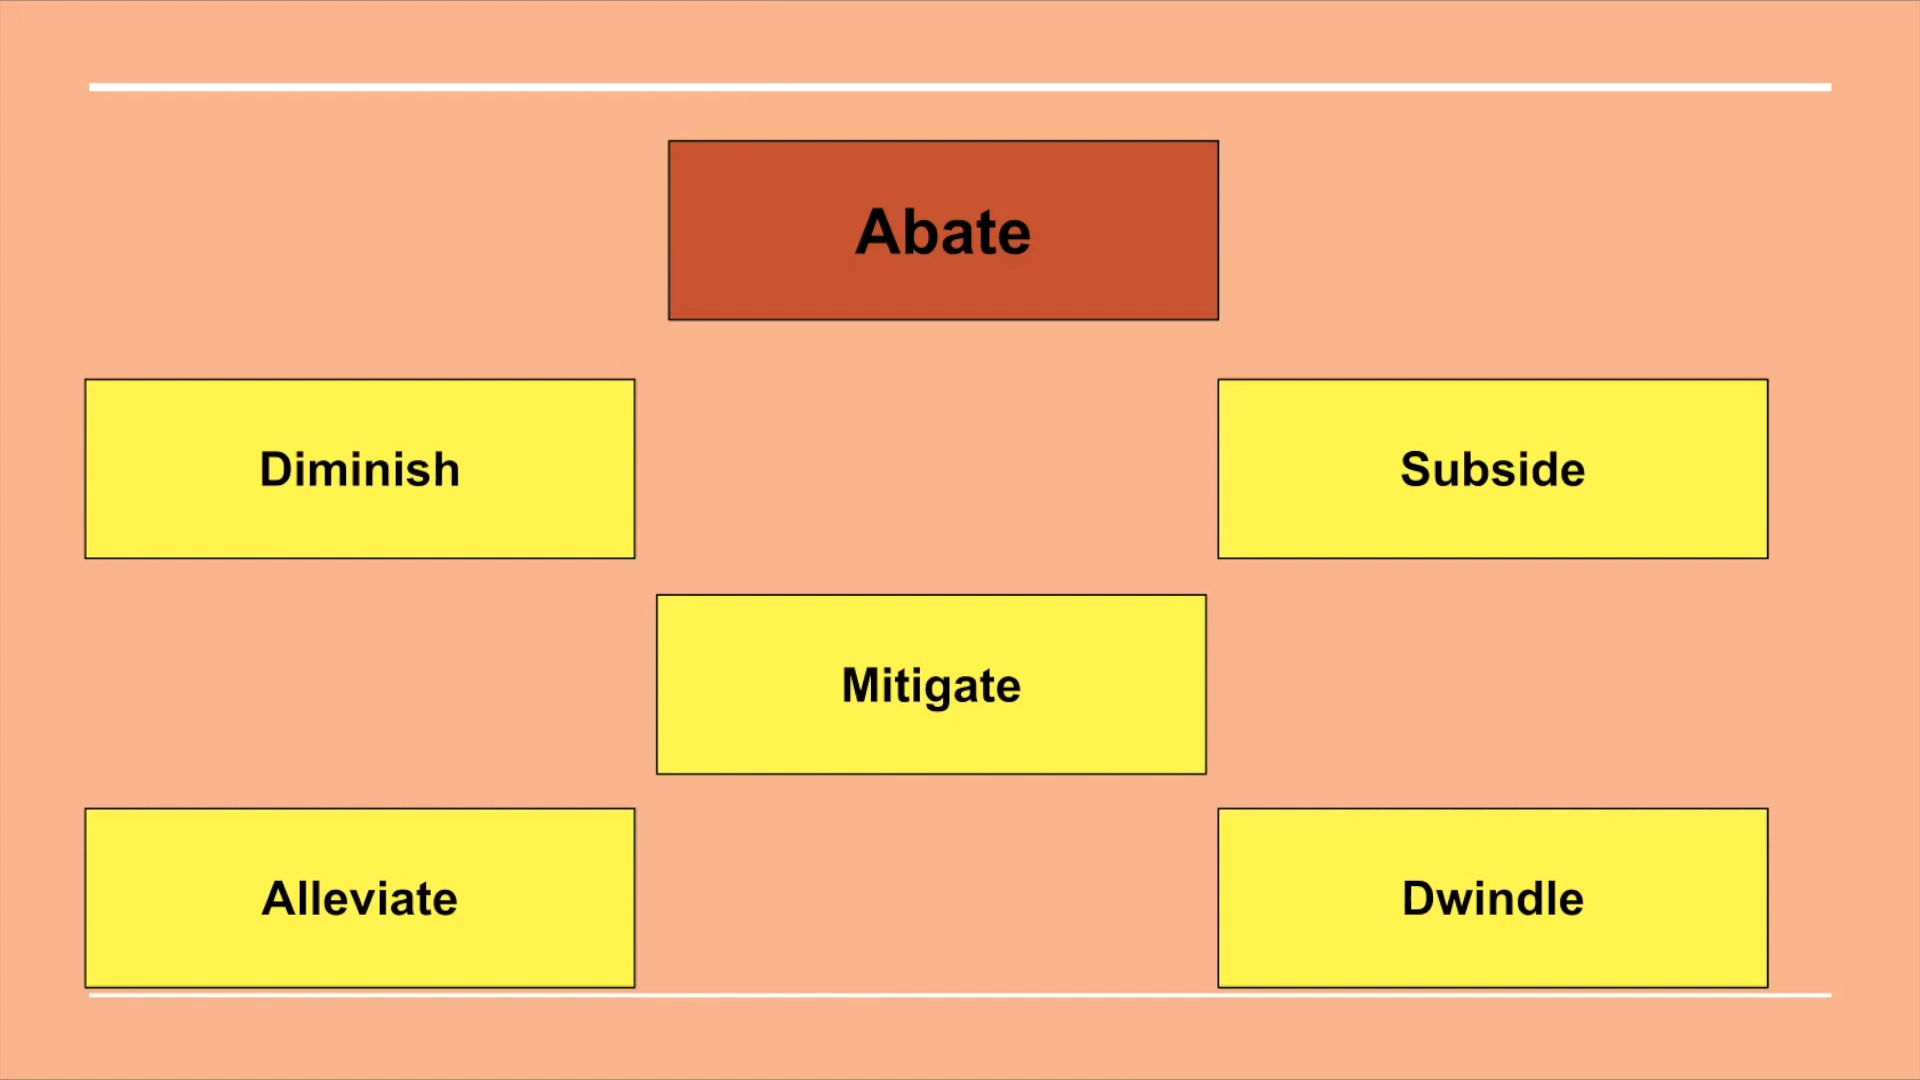 Abate
Diminish
Subside
Mitigate
Alleviate
Dwindle